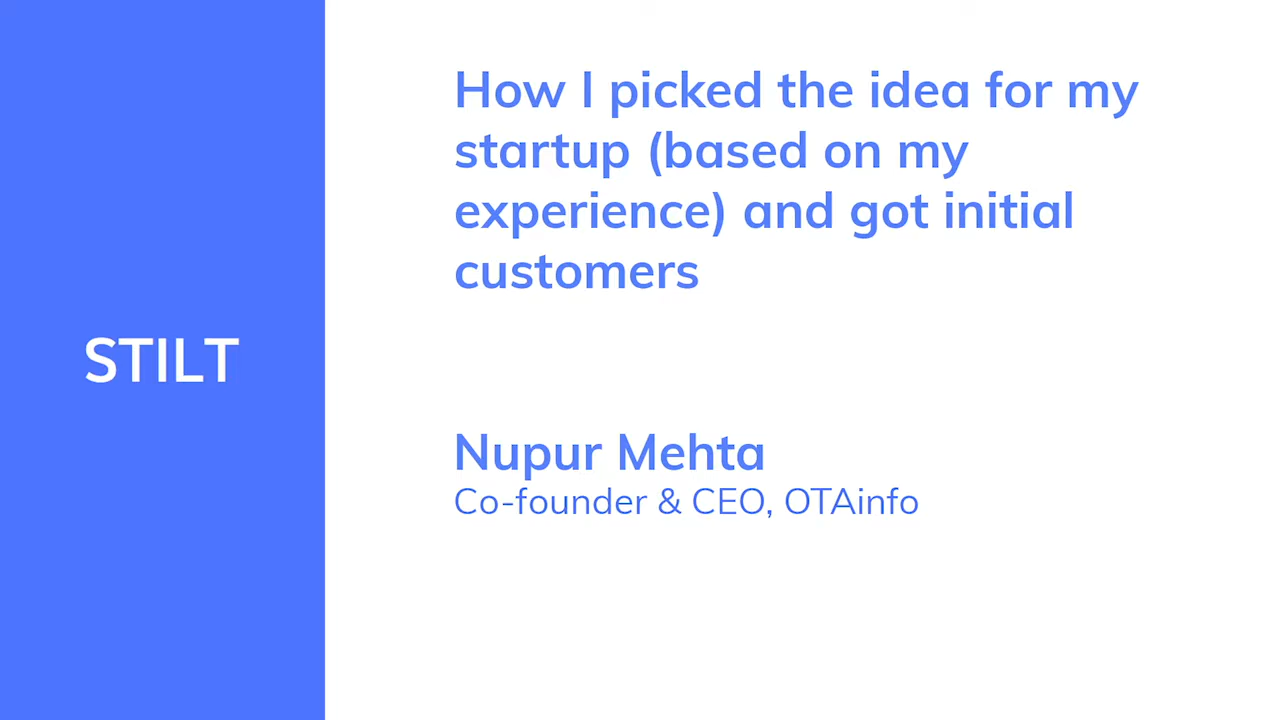 How I picked the idea for my
startup (based on my
experience) and got initial
customers
STILT
Nupur Mehta
Co-founder & CEO, OTAinfo